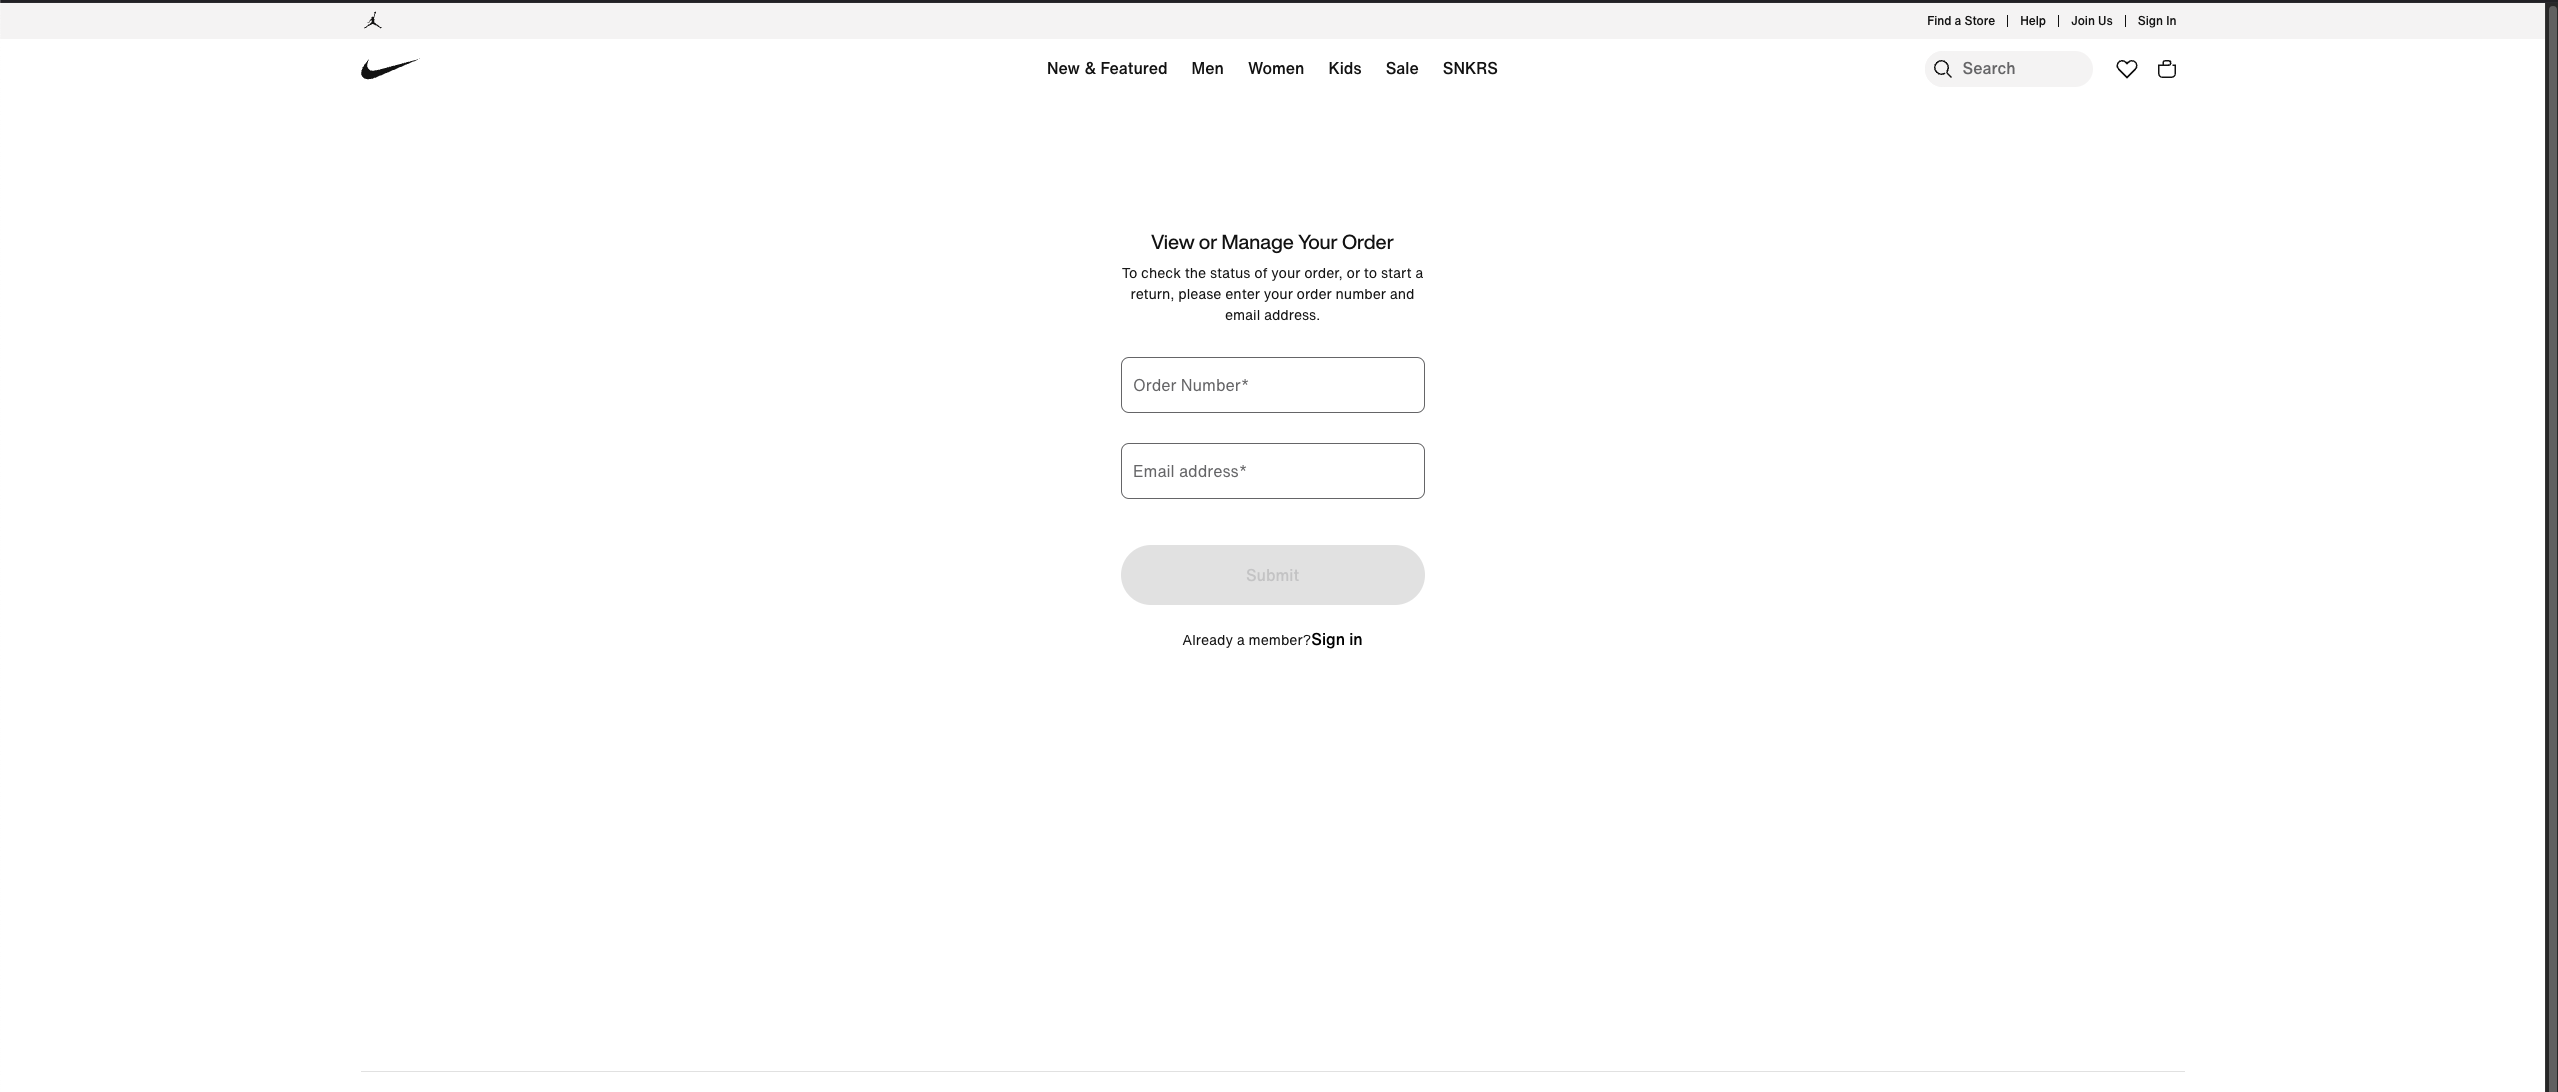 Find a Store | Help | Join Us | Sign In
New & Featured Men Women Kids Sale SNKRS Search
View or Manage Your Order
To check the status of your order, or to start a
return, please enter your order number and
email address.
Order Number*
Email address*
Submit
Already a member?Sign in